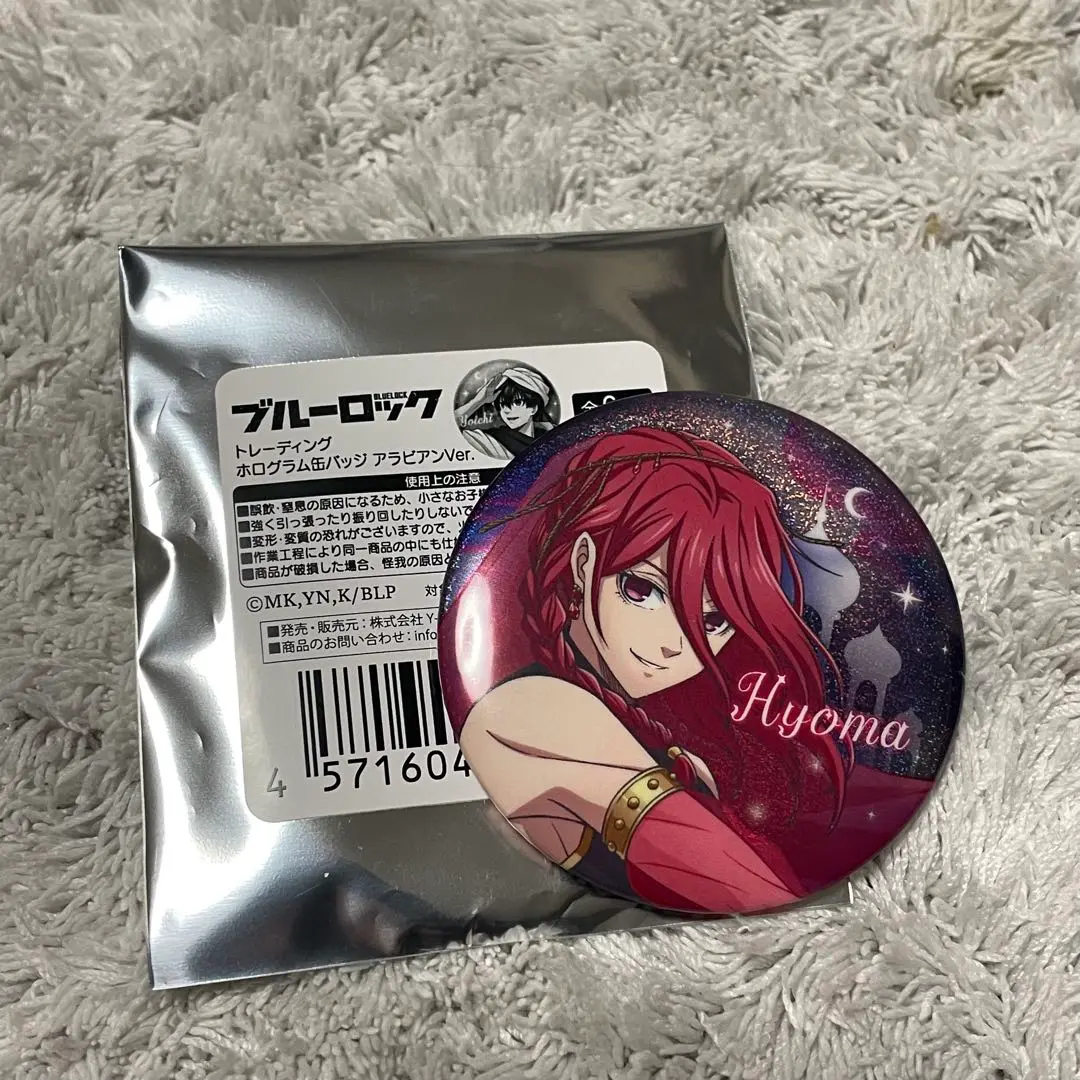 ブルーロック
BLUELOCK
Yoichi
トレーディング
ホログラム缶バッジ アラビアンVer.
使用上の注意
■誤飲・窒息の原因になるため、小さなお子様
■強く引っ張ったり振り回したりしないで
■変形・変質の恐れがございますので、
■作業工程により同一商品の中にも仕
■商品が破損した場合、怪我の原因と
©MK,YN,K/BLP 対
■発売・販売元：株式会社Y-
■商品のお問い合わせ：info
4 571604
Hyoma